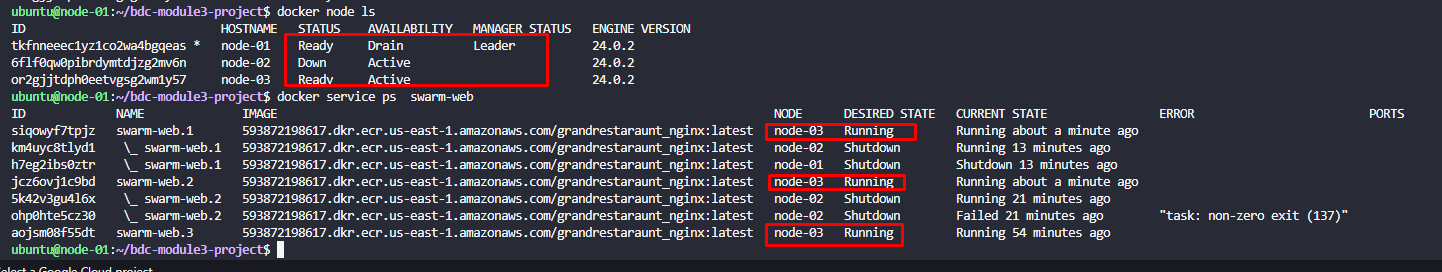 ubuntu@node-01:~/bdc-module3-project$ docker node ls
ID HOSTNAME STATUS AVAILABILITY MANAGER STATUS ENGINE VERSION
tkfnneeec1yz1co2wa4bgqeas * node-01 Ready Drain Leader 24.0.2
6flf0qw0pibrdymtdjzg2mv6n node-02 Down Active 24.0.2
or2gjjtdph0eetvgsg2wm1y57 node-03 Ready Active 24.0.2
ubuntu@node-01:~/bdc-module3-project$ docker service ps swarm-web
ID NAME IMAGE NODE DESIRED STATE CURRENT STATE ERROR PORTS
siqowyf7tpjz swarm-web.1 593872198617.dkr.ecr.us-east-1.amazonaws.com/grandrestaraunt_nginx:latest node-03 Running Running about a minute ago
km4uyc8tlyd1 \_ swarm-web.1 593872198617.dkr.ecr.us-east-1.amazonaws.com/grandrestaraunt_nginx:latest node-02 Shutdown Running 13 minutes ago
h7eg2ibs0ztr \_ swarm-web.1 593872198617.dkr.ecr.us-east-1.amazonaws.com/grandrestaraunt_nginx:latest node-01 Shutdown Shutdown 13 minutes ago
jcz6ovj1c9bd swarm-web.2 593872198617.dkr.ecr.us-east-1.amazonaws.com/grandrestaraunt_nginx:latest node-03 Running Running about a minute ago
5k42v3gu4l6x \_ swarm-web.2 593872198617.dkr.ecr.us-east-1.amazonaws.com/grandrestaraunt_nginx:latest node-02 Shutdown Running 21 minutes ago
ohp0hte5cz30 \_ swarm-web.2 593872198617.dkr.ecr.us-east-1.amazonaws.com/grandrestaraunt_nginx:latest node-02 Shutdown Failed 21 minutes ago "task: non-zero exit (137)"
aojsm08f55dt swarm-web.3 593872198617.dkr.ecr.us-east-1.amazonaws.com/grandrestaraunt_nginx:latest node-03 Running Running 54 minutes ago
ubuntu@node-01:~/bdc-module3-project$
elect a Google Cloud project